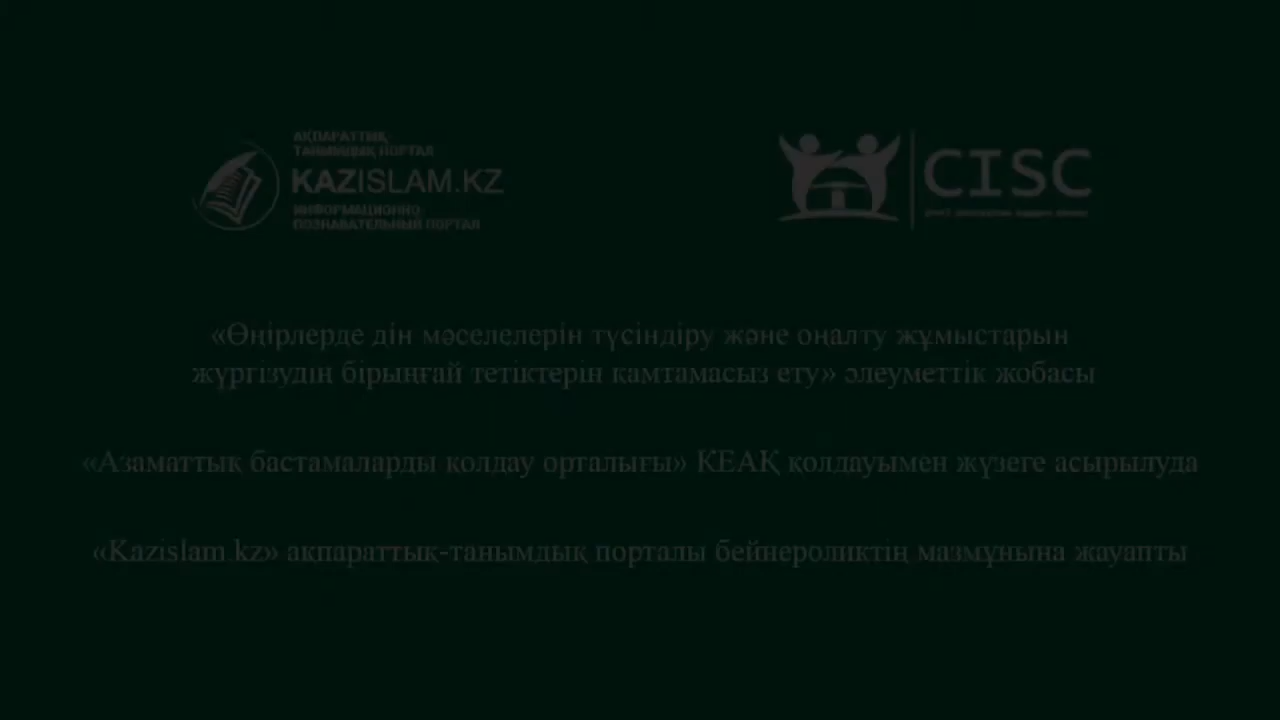 АҚПАРАТТЫҚ
ТАНЫМДЫҚ ПОРТАЛ
KAZISLAM.KZ
ИНФОРМАЦИОННО
ПОЗНАВАТЕЛЬНЫЙ ПОРТАЛ
CISC
«Өңірлерде дін мәселелерін түсіндіру және оңалту жұмыстарын
жүргізудің бірыңғай тетіктерін қамтамасыз ету» әлеуметтік жобасы
«Азаматтық бастамаларды қолдау орталығы» КЕАҚ қолдауымен жүзеге асырылуда
«Kazislam.kz» ақпараттық-танымдық порталы бейнероликтің мазмұнына жауапты